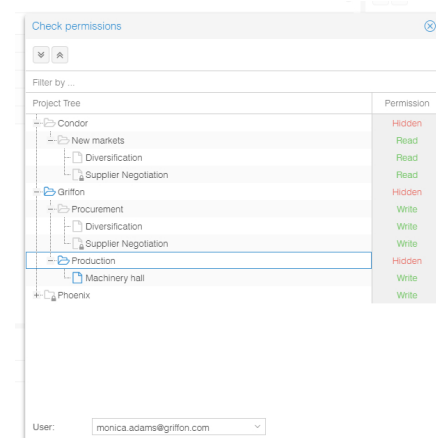 Check permissions
Filter by ...
Project Tree Permission
Condor Hidden
New markets Read
Diversification Read
Supplier Negotiation Read
Griffon Hidden
Procurement Write
Diversification Write
Supplier Negotiation Write
Production Hidden
Machinery hall Write
Phoenix Write
User: monica.adams@griffon.com